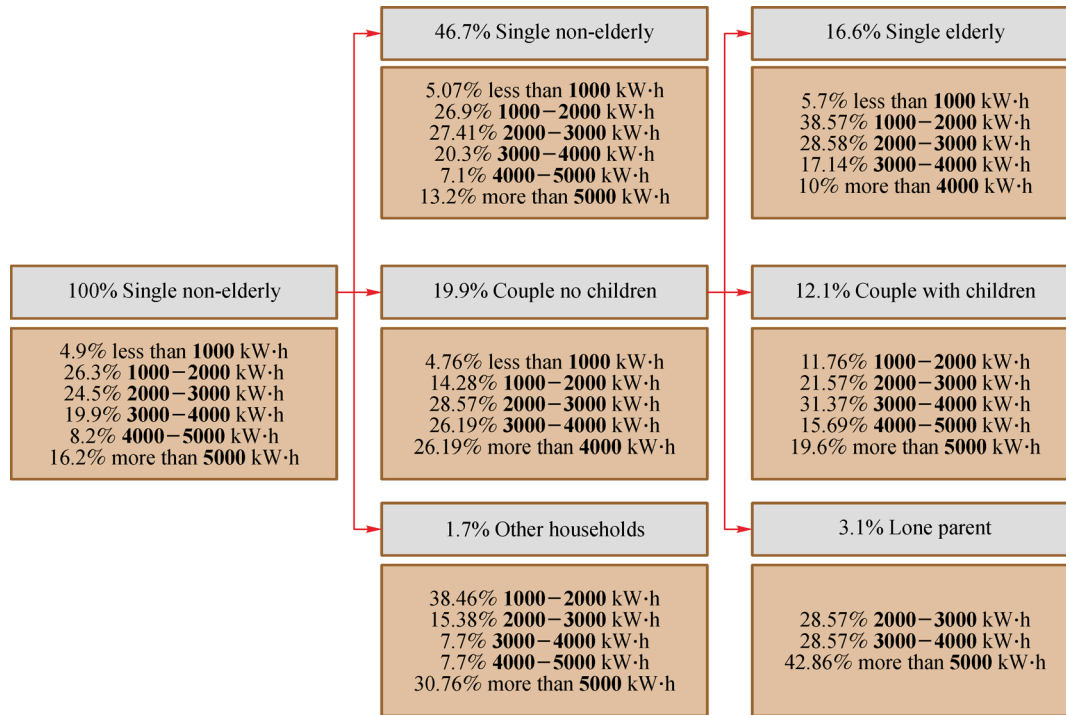 46.7% Single non-elderly
5.07% less than 1000 kW·h
26.9% 1000−2000 kW·h
27.41% 2000−3000 kW·h
20.3% 3000−4000 kW·h
7.1% 4000−5000 kW·h
13.2% more than 5000 kW·h
16.6% Single elderly
5.7% less than 1000 kW·h
38.57% 1000−2000 kW·h
28.58% 2000−3000 kW·h
17.14% 3000−4000 kW·h
10% more than 4000 kW·h
100% Single non-elderly
4.9% less than 1000 kW·h
26.3% 1000−2000 kW·h
24.5% 2000−3000 kW·h
19.9% 3000−4000 kW·h
8.2% 4000−5000 kW·h
16.2% more than 5000 kW·h
19.9% Couple no children
4.76% less than 1000 kW·h
14.28% 1000−2000 kW·h
28.57% 2000−3000 kW·h
26.19% 3000−4000 kW·h
26.19% more than 4000 kW·h
12.1% Couple with children
11.76% 1000−2000 kW·h
21.57% 2000−3000 kW·h
31.37% 3000−4000 kW·h
15.69% 4000−5000 kW·h
19.6% more than 5000 kW·h
1.7% Other households
38.46% 1000−2000 kW·h
15.38% 2000−3000 kW·h
7.7% 3000−4000 kW·h
7.7% 4000−5000 kW·h
30.76% more than 5000 kW·h
3.1% Lone parent
28.57% 2000−3000 kW·h
28.57% 3000−4000 kW·h
42.86% more than 5000 kW·h